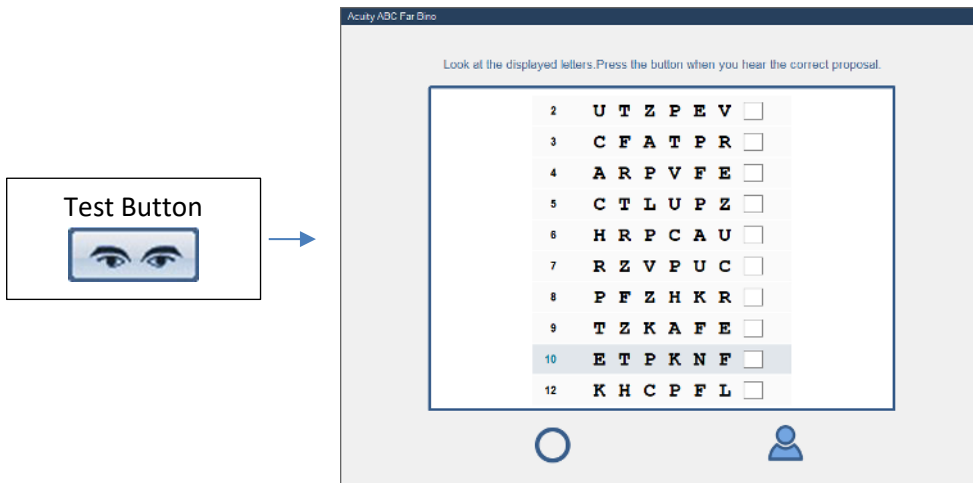 Acuity ABC Far Bino
Look at the displayed letters.Press the button when you hear the correct proposal.
2 U T Z P E V
3 C F A T P R
4 A R P V F E
5 C T L U P Z
6 H R P C A U
7 R Z V P U C
8 P F Z H K R
9 T Z K A F E
10 E T P K N F
12 K H C P F L
Test Button